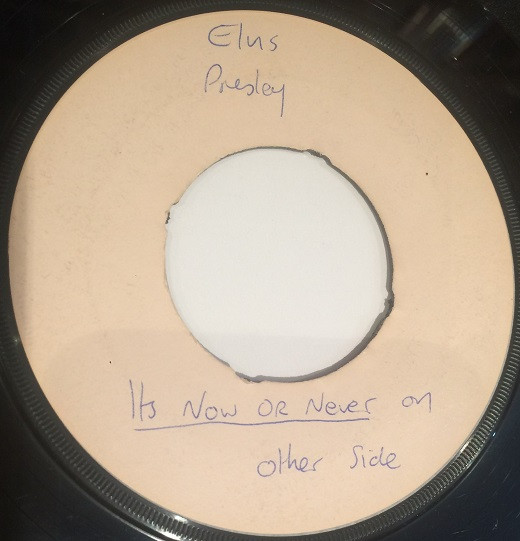 Elvis
Presley
Its Now OR Never on
other Side